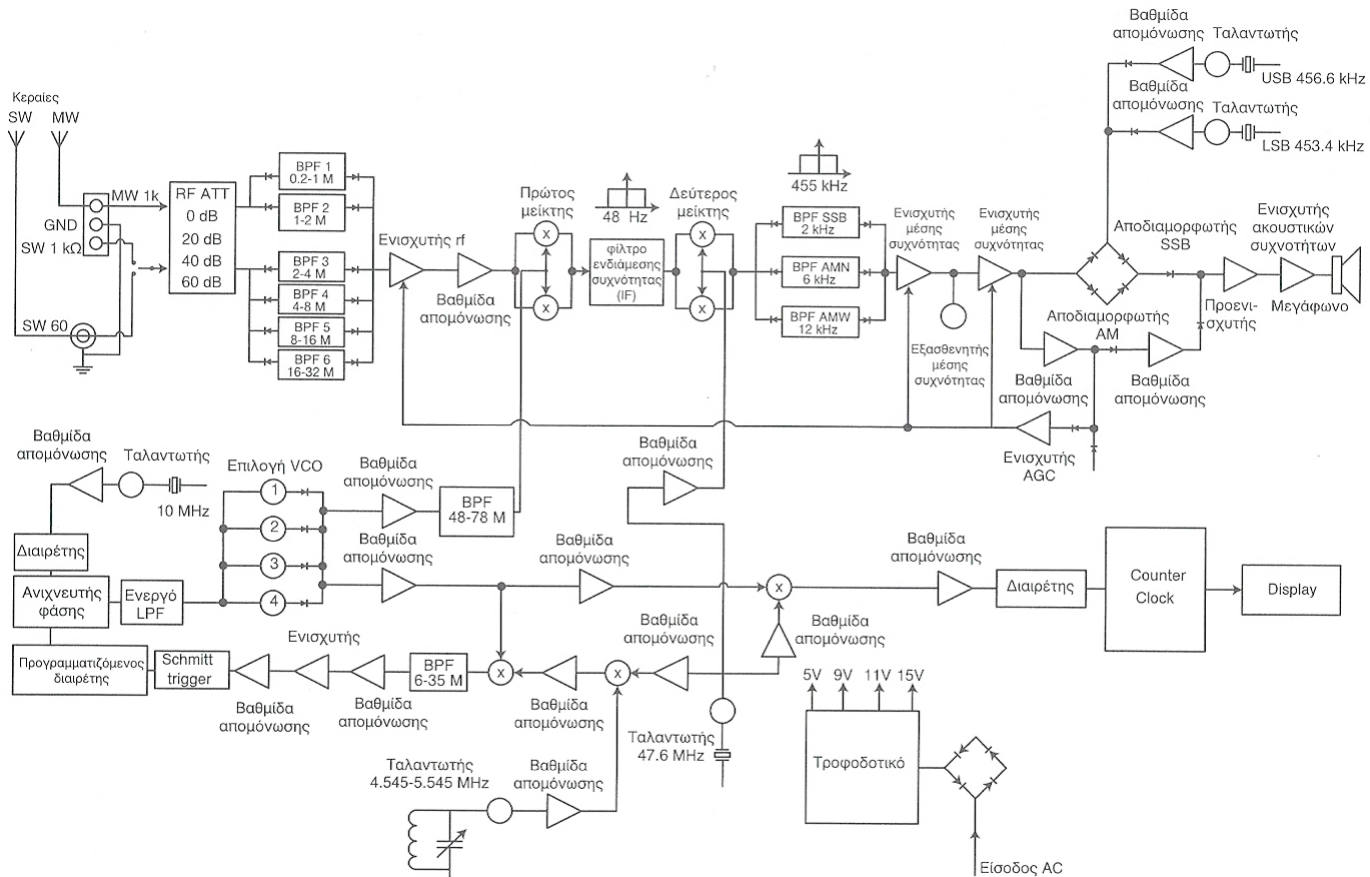 Βαθμίδα
απομόνωσης
Ταλαντωτής
USB 456.6 kHz
Βαθμίδα
απομόνωσης
Ταλαντωτής
LSB 453.4 kHz
Κεραίες
SW MW
MW 1k
GND
SW 1 kΩ
SW 60
RF ATT
0 dB
20 dB
40 dB
60 dB
BPF 1
0.2-1 M
BPF 2
1-2 M
BPF 3
2-4 M
BPF 4
4-8 M
BPF 5
8-16 M
BPF 6
16-32 M
Ενισχυτής rf
Βαθμίδα
απομόνωσης
Πρώτος
μείκτης
x
x
48 Hz
φίλτρο
ενδιάμεσης
συχνότητας
(IF)
Δεύτερος
μείκτης
x
x
455 kHz
BPF SSB
2 kHz
BPF AMN
6 kHz
BPF AMW
12 kHz
Ενισχυτής
μέσης
συχνότητας
Ενισχυτής
μέσης
συχνότητας
Εξασθενητής
μέσης
συχνότητας
Αποδιαμορφωτής
SSB
Ενισχυτής
ακουστικών
συχνοτήτων
Προενι-
σχυτής
Μεγάφωνο
Αποδιαμορφωτής
AM
Βαθμίδα
απομόνωσης
Βαθμίδα
απομόνωσης
Ενισχυτής
AGC
Βαθμίδα
απομόνωσης
Ταλαντωτής
10 MHz
Επιλογή VCO
1
2
3
4
Βαθμίδα
απομόνωσης
BPF
48-78 M
Βαθμίδα
απομόνωσης
Βαθμίδα
απομόνωσης
Βαθμίδα
απομόνωσης
Διαιρέτης
Ανιχνευτής
φάσης
Ενεργό
LPF
x
Βαθμίδα
απομόνωσης
Διαιρέτης
Counter
Clock
Display
Προγραμματιζόμενος
διαιρέτης
Schmitt
trigger
Ενισχυτής
Βαθμίδα
απομόνωσης
Βαθμίδα
απομόνωσης
BPF
6-35 M
x
Βαθμίδα
απομόνωσης
x
Βαθμίδα
απομόνωσης
Βαθμίδα
απομόνωσης
Ταλαντωτής
47.6 MHz
Ταλαντωτής
4.545-5.545 MHz
Βαθμίδα
απομόνωσης
5V 9V 11V 15V
Τροφοδοτικό
Είσοδος AC